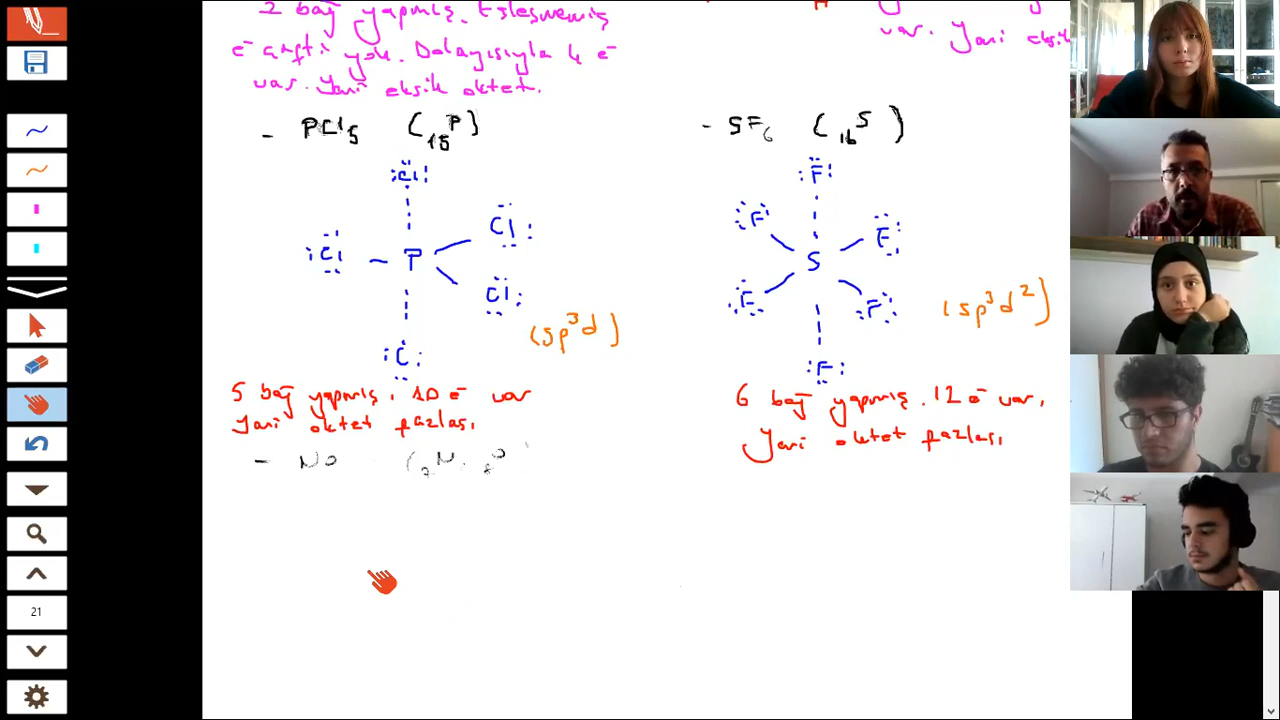 2 bağ yapmış. Eşleşmemiş
e⁻ çifti yok. Dolayısıyla 4 e⁻
var. Yani eksik oktet.
var. Yani eksik
- PCl₅ (₁₅P)
:Cl:
:Cl
Cl:
P
Cl:
:Cl:
(sp³d)
5 bağ yapmış. 10 e⁻ var
Yani oktet fazlası.
- SF₆ (₁₆S)
:F:
:F
F:
S
:F
F:
:F:
(sp³d²)
6 bağ yapmış. 12 e⁻ var.
Yani oktet fazlası.
- NO (₇N, ₈O
21